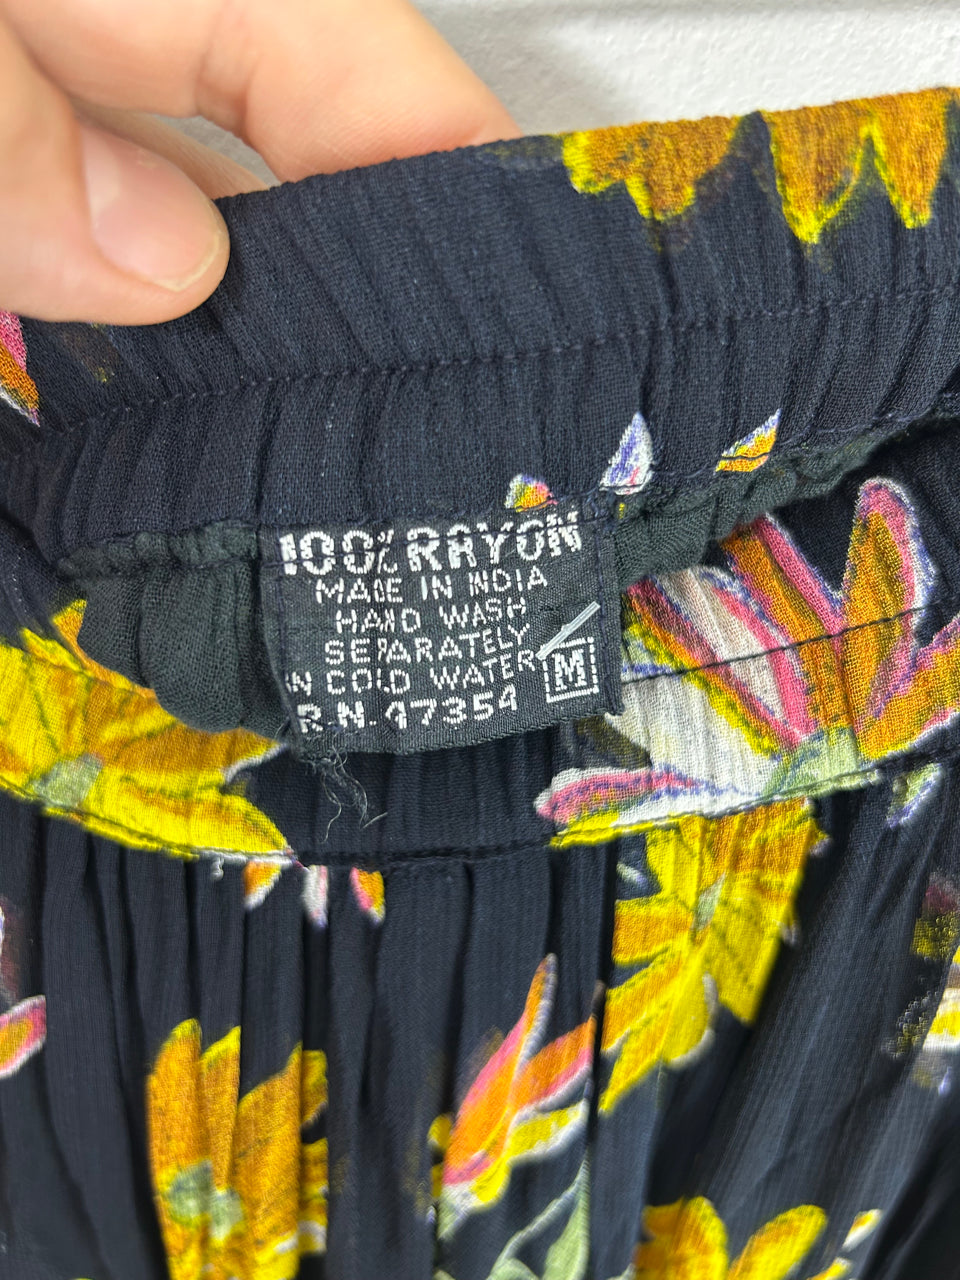 100% RAYON
MADE IN INDIA
HAND WASH
SEPARATELY
IN COLD WATER
R.N. 47354
M